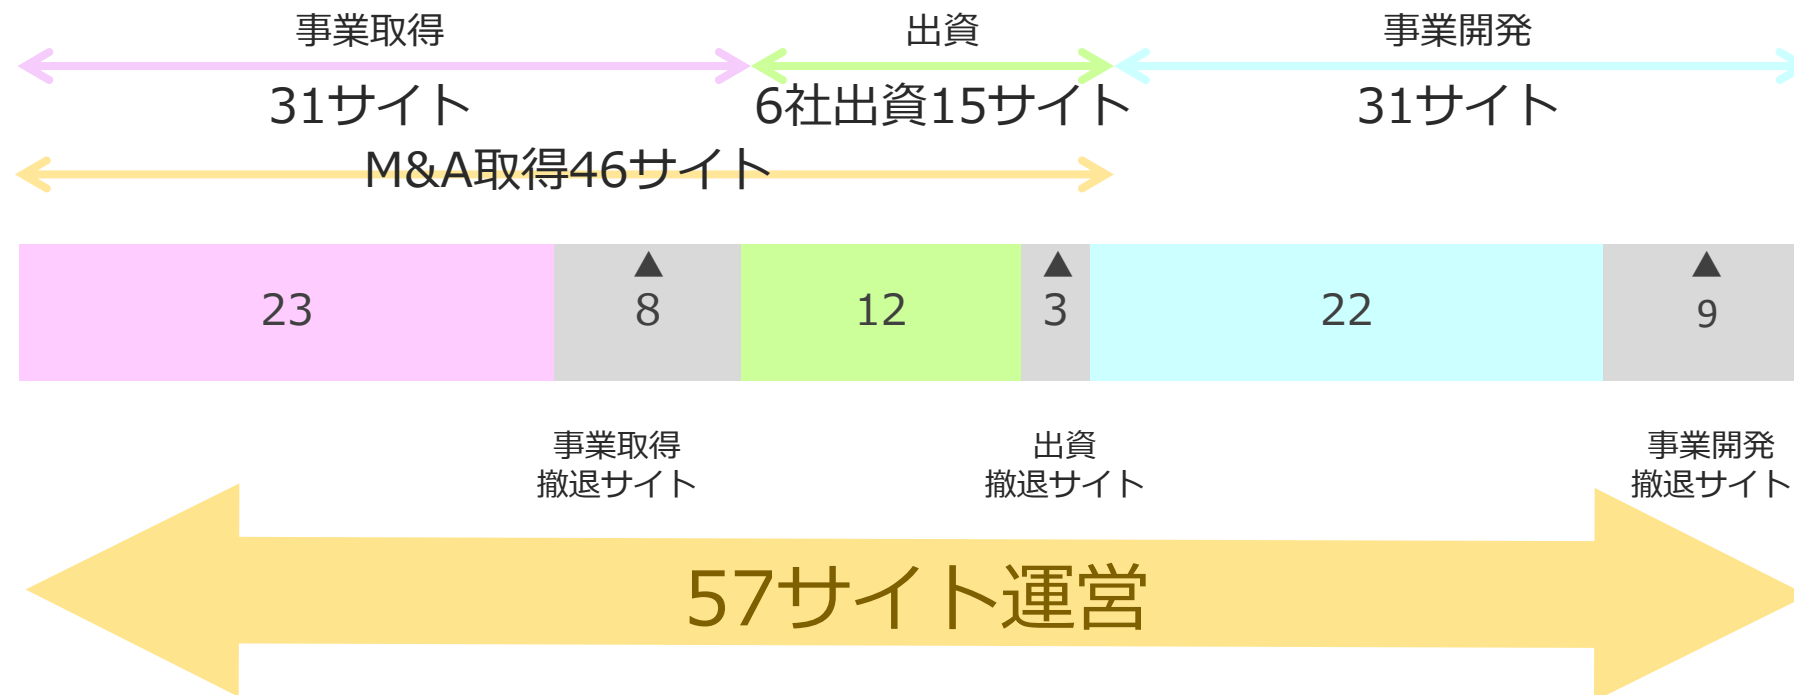 事業取得
出資
事業開発
31サイト
6社出資15サイト
31サイト
M&A取得46サイト
23
▲
8
12
▲
3
22
▲
9
事業取得
撤退サイト
出資
撤退サイト
事業開発
撤退サイト
57サイト運営